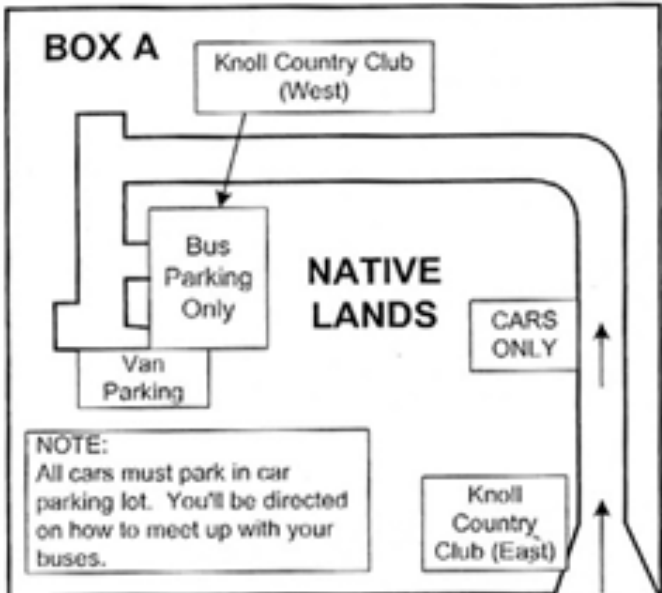 BOX A
Knoll Country Club
(West)
Bus
Parking
Only
NATIVE
LANDS
CARS
ONLY
Van
Parking
NOTE:
All cars must park in car
parking lot. You'll be directed
on how to meet up with your
buses.
Knoll
Country
Club (East)